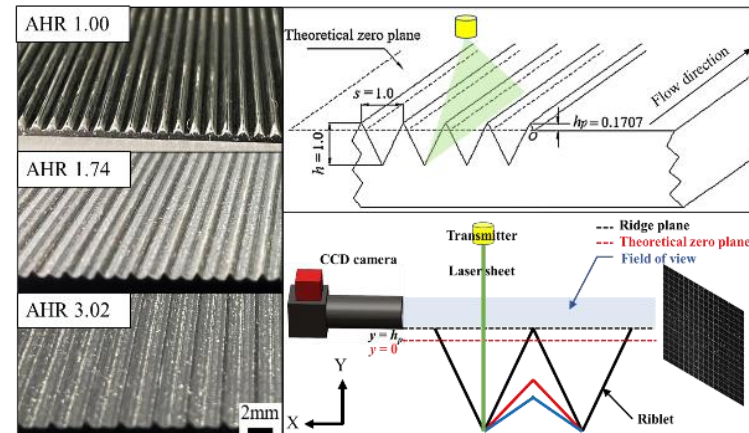 AHR 1.00
AHR 1.74
AHR 3.02
2mm
Theoretical zero plane
s = 1.0
h = 1.0
hp = 0.1707
O
Flow direction
Transmitter
CCD camera
Laser sheet
Ridge plane
Theoretical zero plane
Field of view
y = hp
y = 0
Y
X
Riblet